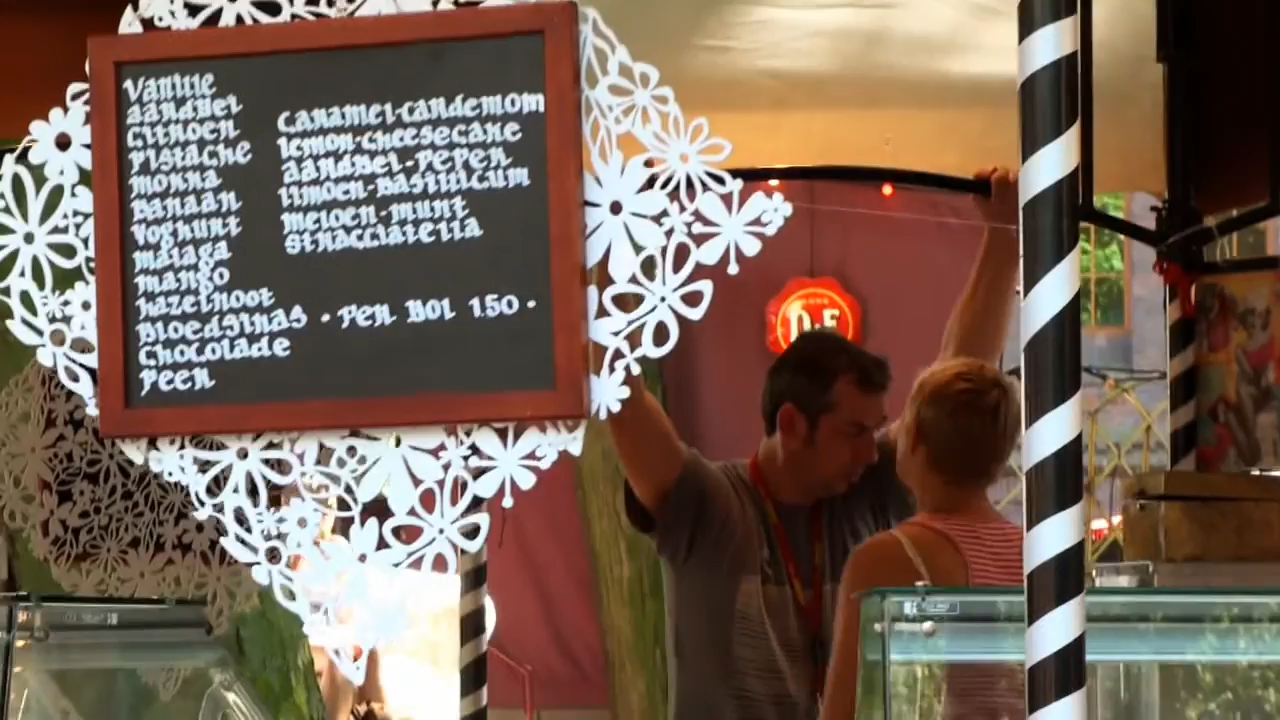 Vanille
aardbei
citroen
pistache
mokka
banaan
Yoghurt
malaga
mango
hazelnoot
bloedsinas
chocolade
peer
caramel-cardemom
lemon-cheesecake
aardbei-peper
limoen-basilicum
meloen-munt
stracciatella
• per bol 1.50 •
D.E